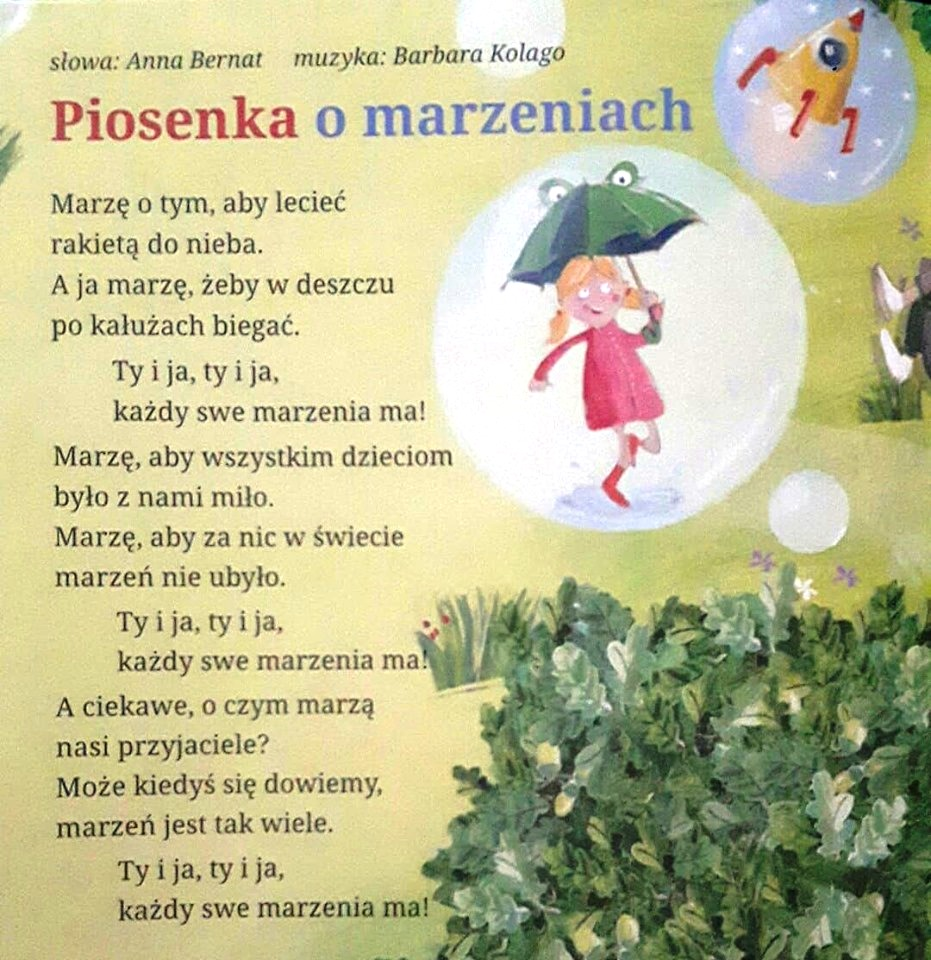 słowa: Anna Bernat muzyka: Barbara Kolago
Piosenka o marzeniach
Marzę o tym, aby lecieć
rakietą do nieba.
A ja marzę, żeby w deszczu
po kałużach biegać.
Ty i ja, ty i ja,
każdy swe marzenia ma!
Marzę, aby wszystkim dzieciom
było z nami miło.
Marzę, aby za nic w świecie
marzeń nie ubyło.
Ty i ja, ty i ja,
każdy swe marzenia ma!
A ciekawe, o czym marzą
nasi przyjaciele?
Może kiedyś się dowiemy,
marzeń jest tak wiele.
Ty i ja, ty i ja,
każdy swe marzenia ma!